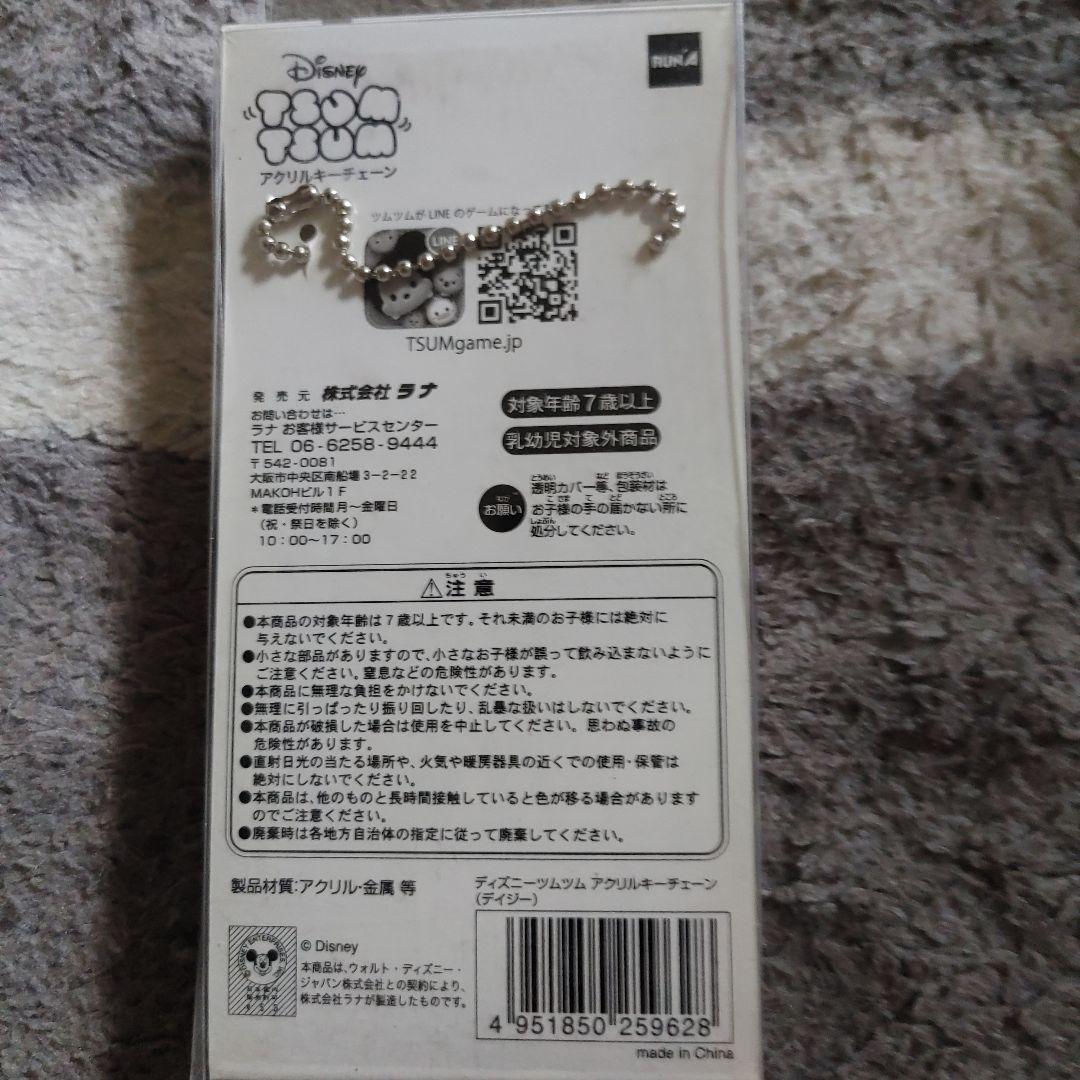 Disney
TSUM
TSUM
RUN'A
アクリルキーチェーン
ツムツムが LINE のゲームになって
LINE
TSUMgame.jp
発売元 株式会社 ラナ
お問い合わせは…
ラナ お客様サービスセンター
TEL 06-6258-9444
〒542-0081
大阪市中央区南船場3-2-22
MAKOHビル1F
*電話受付時間月〜金曜日
(祝・祭日を除く)
10:00〜17:00
対象年齢7歳以上
乳幼児対象外商品
お願い
透明カバー等、包装材は
お子様の手の届かない所に
処分してください。
⚠注意
●本商品の対象年齢は7歳以上です。それ未満のお子様には絶対に
与えないでください。
●小さな部品がありますので、小さなお子様が誤って飲み込まないように
ご注意ください。窒息などの危険性があります。
●本商品に無理な負担をかけないでください。
●無理に引っぱったり振り回したり、乱暴な扱いはしないでください。
●本商品が破損した場合は使用を中止してください。思わぬ事故の
危険性があります。
●直射日光の当たる場所や、火気や暖房器具の近くでの使用・保管は
絶対にしないでください。
●本商品は、他のものと長時間接触していると色が移る場合があります
のでご注意ください。
●廃棄時は各地方自治体の指定に従って廃棄してください。
製品材質:アクリル・金属 等
ディズニーツムツム アクリルキーチェーン
(デイジー)
© Disney
本商品は、ウォルト・ディズニー・
ジャパン株式会社との契約により、
株式会社ラナが製造したものです。
4 951850 259628
made in China